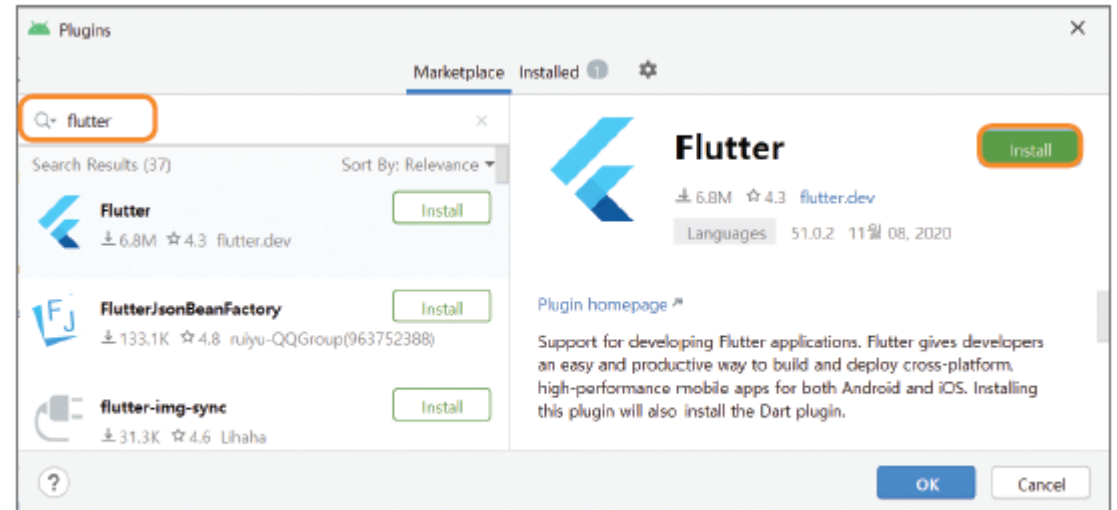 Plugins
Marketplace Installed 1
flutter
Search Results (37) Sort By: Relevance
Flutter Install
6.8M 4.3 flutter.dev
FlutterJsonBeanFactory Install
133.1K 4.8 ruiyu-QQGroup(963752388)
flutter-img-sync Install
31.3K 4.6 Lihaha
Flutter Install
6.8M 4.3 flutter.dev
Languages 51.0.2 11월 08, 2020
Plugin homepage
Support for developing Flutter applications. Flutter gives developers
an easy and productive way to build and deploy cross-platform,
high-performance mobile apps for both Android and iOS. Installing
this plugin will also install the Dart plugin.
? OK Cancel